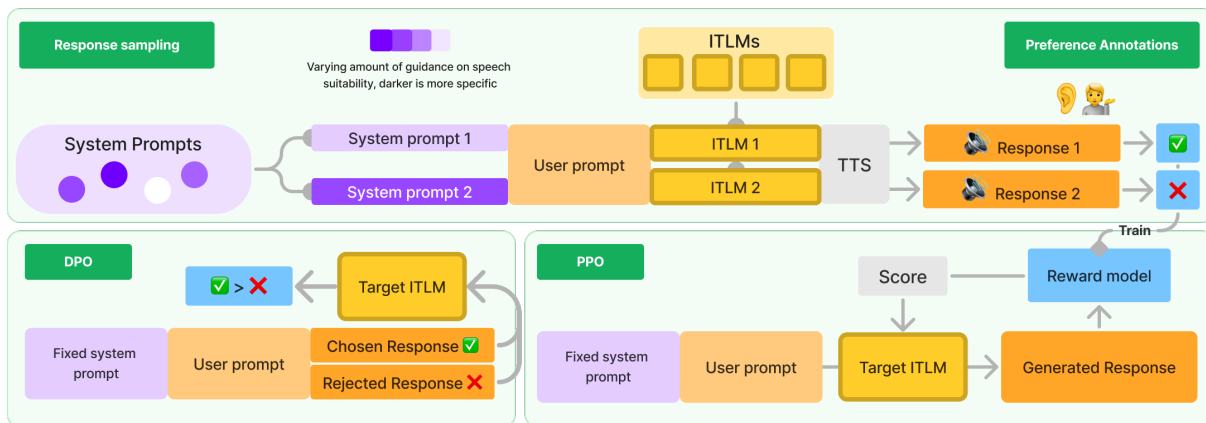 Response sampling
Varying amount of guidance on speech
suitability, darker is more specific
ITLMs
Preference Annotations
System Prompts
System prompt 1
System prompt 2
User prompt
ITLM 1
ITLM 2
TTS
Response 1
Response 2
Train
DPO
> 
Target ITLM
Fixed system
prompt
User prompt
Chosen Response
Rejected Response
PPO
Score
Reward model
Fixed system
prompt
User prompt
Target ITLM
Generated Response